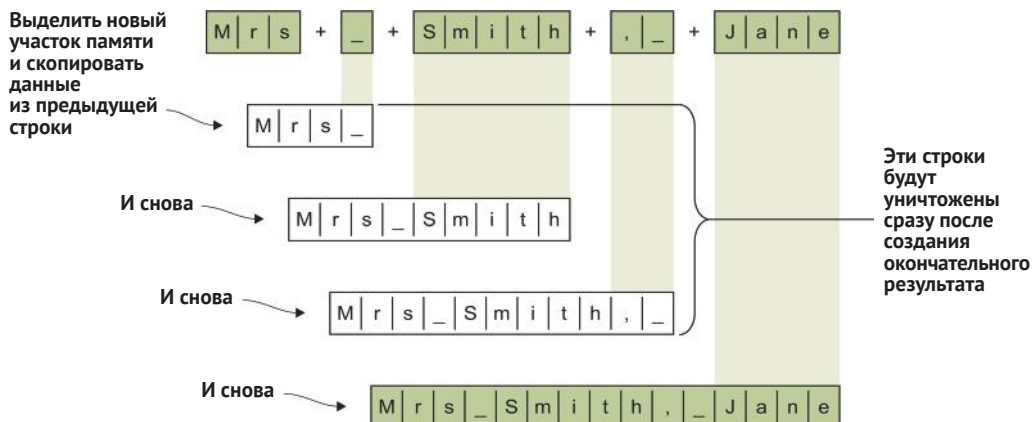 Выделить новый
участок памяти
и скопировать
данные
из предыдущей
строки
M r s + _ + S m i t h + , _ + J a n e
M r s _
И снова
M r s _ S m i t h
И снова
M r s _ S m i t h , _
И снова
M r s _ S m i t h , _ J a n e
Эти строки
будут
уничтожены
сразу после
создания
окончательного
результата